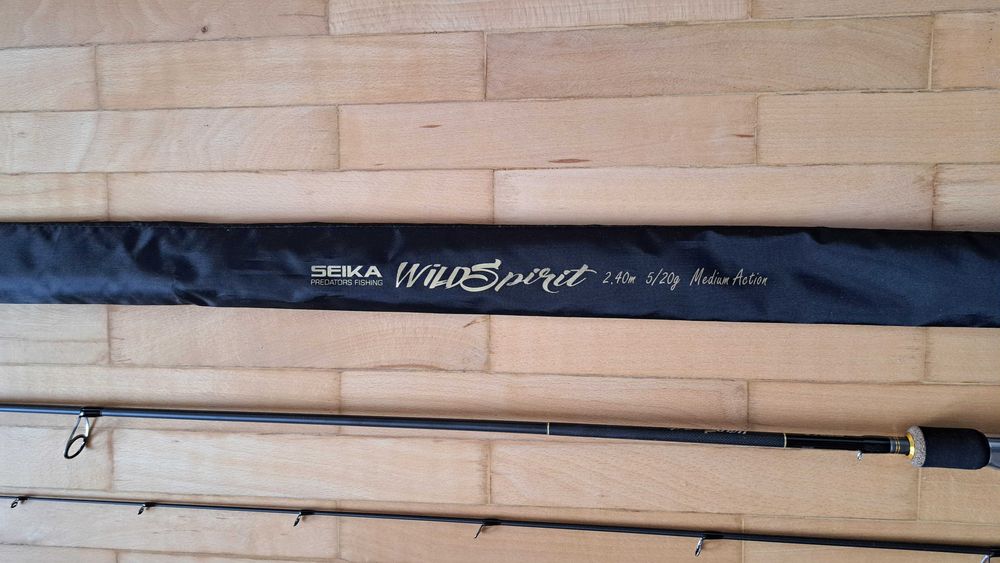 SEIKA
PREDATORS FISHING
WILDSpirit 2.40m 5/20g Medium Action